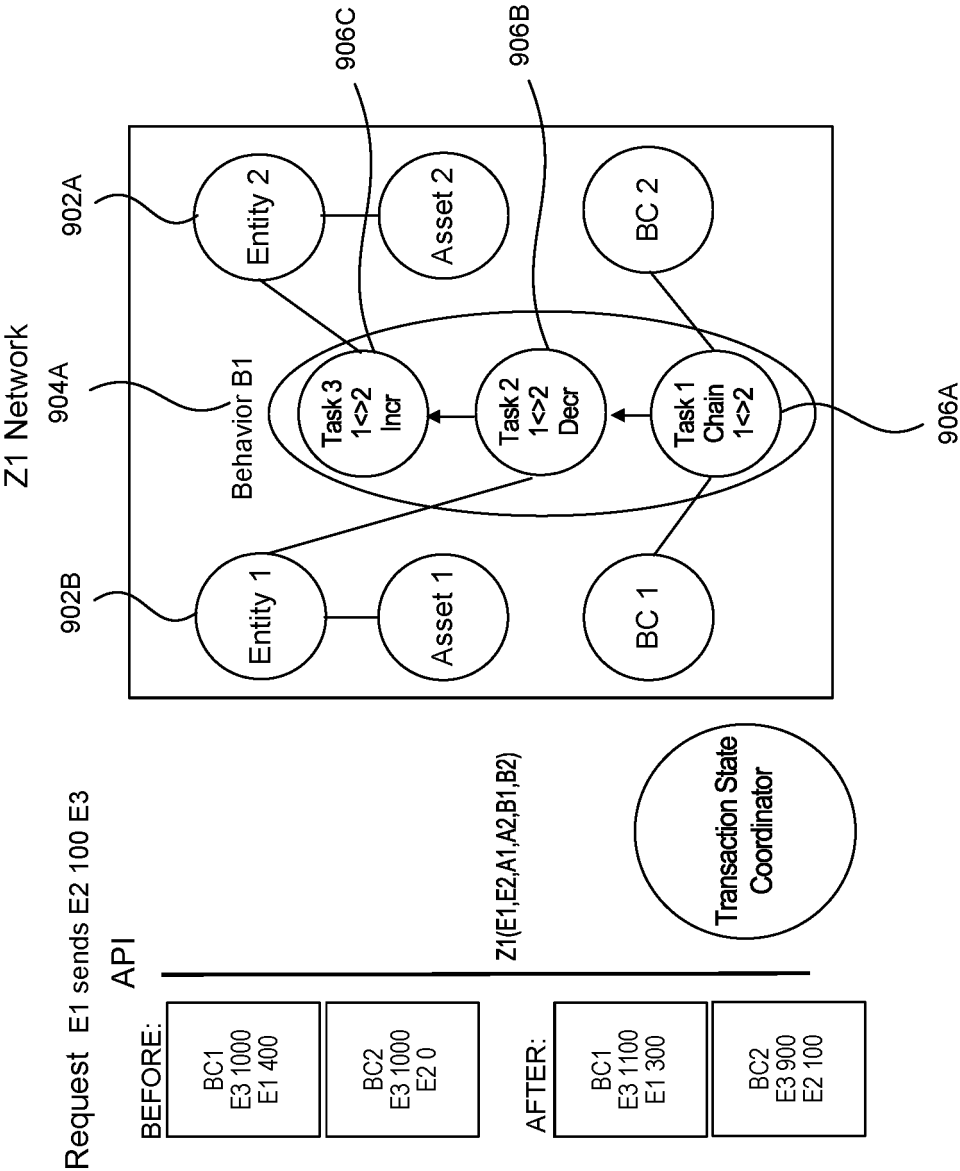 Request E1 sends E2 100 E3
API
BEFORE:
BC1
E3 1000
E1 400
BC2
E3 1000
E2 0
AFTER:
BC1
E3 1100
E1 300
BC2
E3 900
E2 100
Z1(E1,E2,A1,A2,B1,B2)
Transaction State
Coordinator
Z1 Network
902B
904A
902A
Entity 1
Behavior B1
Entity 2
Task 3
1<>2
Incr
906C
Asset 1
Asset 2
Task 2
1<>2
Decr
906B
BC 1
Task 1
Chain
1<>2
BC 2
906A